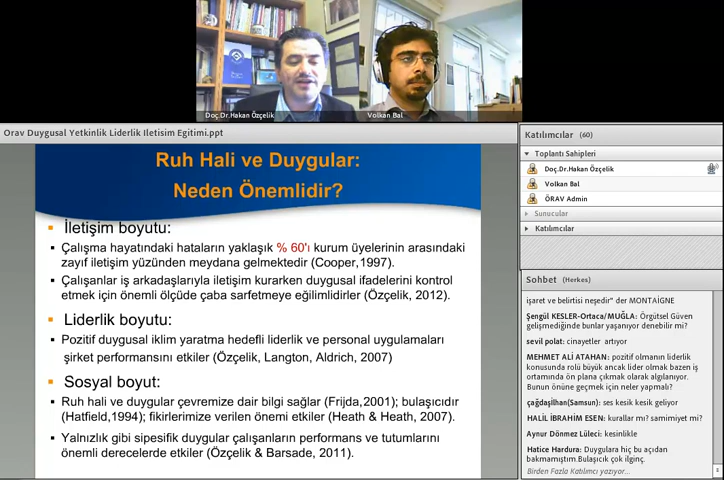 Doç.Dr.Hakan Özçelik
Volkan Bal
Orav Duygusal Yetkinlik Liderlik Iletisim Egitimi.ppt
Ruh Hali ve Duygular:
Neden Önemlidir?
İletişim boyutu:
Çalışma hayatındaki hataların yaklaşık % 60'ı kurum üyelerinin arasındaki
zayıf iletişim yüzünden meydana gelmektedir (Cooper,1997).
Çalışanlar iş arkadaşlarıyla iletişim kurarken duygusal ifadelerini kontrol
etmek için önemli ölçüde çaba sarfetmeye eğilimlidirler (Özçelik, 2012).
Liderlik boyutu:
Pozitif duygusal iklim yaratma hedefli liderlik ve personal uygulamaları
şirket performansını etkiler (Özçelik, Langton, Aldrich, 2007)
Sosyal boyut:
Ruh hali ve duygular çevremize dair bilgi sağlar (Frijda,2001); bulaşıcıdır
(Hatfield,1994); fikirlerimize verilen önemi etkiler (Heath & Heath, 2007).
Yalnızlık gibi sipesifik duygular çalışanların performans ve tutumlarını
önemli derecelerde etkiler (Özçelik & Barsade, 2011).
Katılımcılar (60)
Toplantı Sahipleri
Doç.Dr.Hakan Özçelik
Volkan Bal
ÖRAV Admin
Sunucular
Katılımcılar
Sohbet (Herkes)
işaret ve belirtisi neşedir" der MONTAİGNE
Şengül KESLER-Ortaca/MUĞLA: Örgütsel Güven
gelişmediğinde bunlar yaşanıyor denebilir mi?
sevil polat: cinayetler artıyor
MEHMET ALİ ATAHAN: pozitif olmanın liderlik
konusunda rolü büyük ancak lider olmak bazen iş
ortamında ön plana çıkmak olarak algılanıyor.
Bunun önüne geçmek için neler yapmalı?
çağdaşİlhan(Samsun): ses kesik kesik geliyor
HALİL İBRAHİM ESEN: kurallar mı? samimiyet mi?
Aynur Dönmez Lüleci: kesinlikle
Hatice Hardura: Duygulara hiç bu açıdan
bakmamıştım.Bulaşıcık çok ilginç.
Birden Fazla Katılımcı yazıyor...